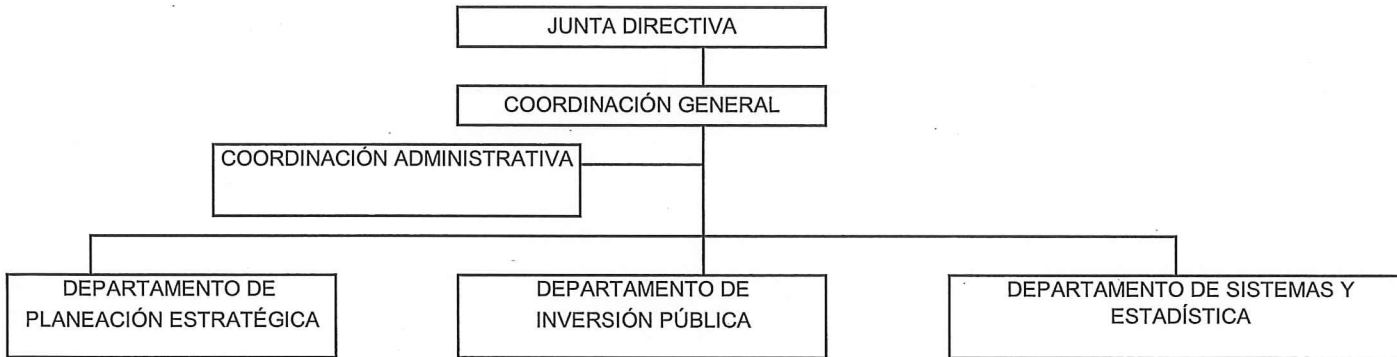 JUNTA DIRECTIVA
COORDINACIÓN GENERAL
COORDINACIÓN ADMINISTRATIVA
DEPARTAMENTO DE
PLANEACIÓN ESTRATÉGICA
DEPARTAMENTO DE
INVERSIÓN PÚBLICA
DEPARTAMENTO DE SISTEMAS Y
ESTADÍSTICA